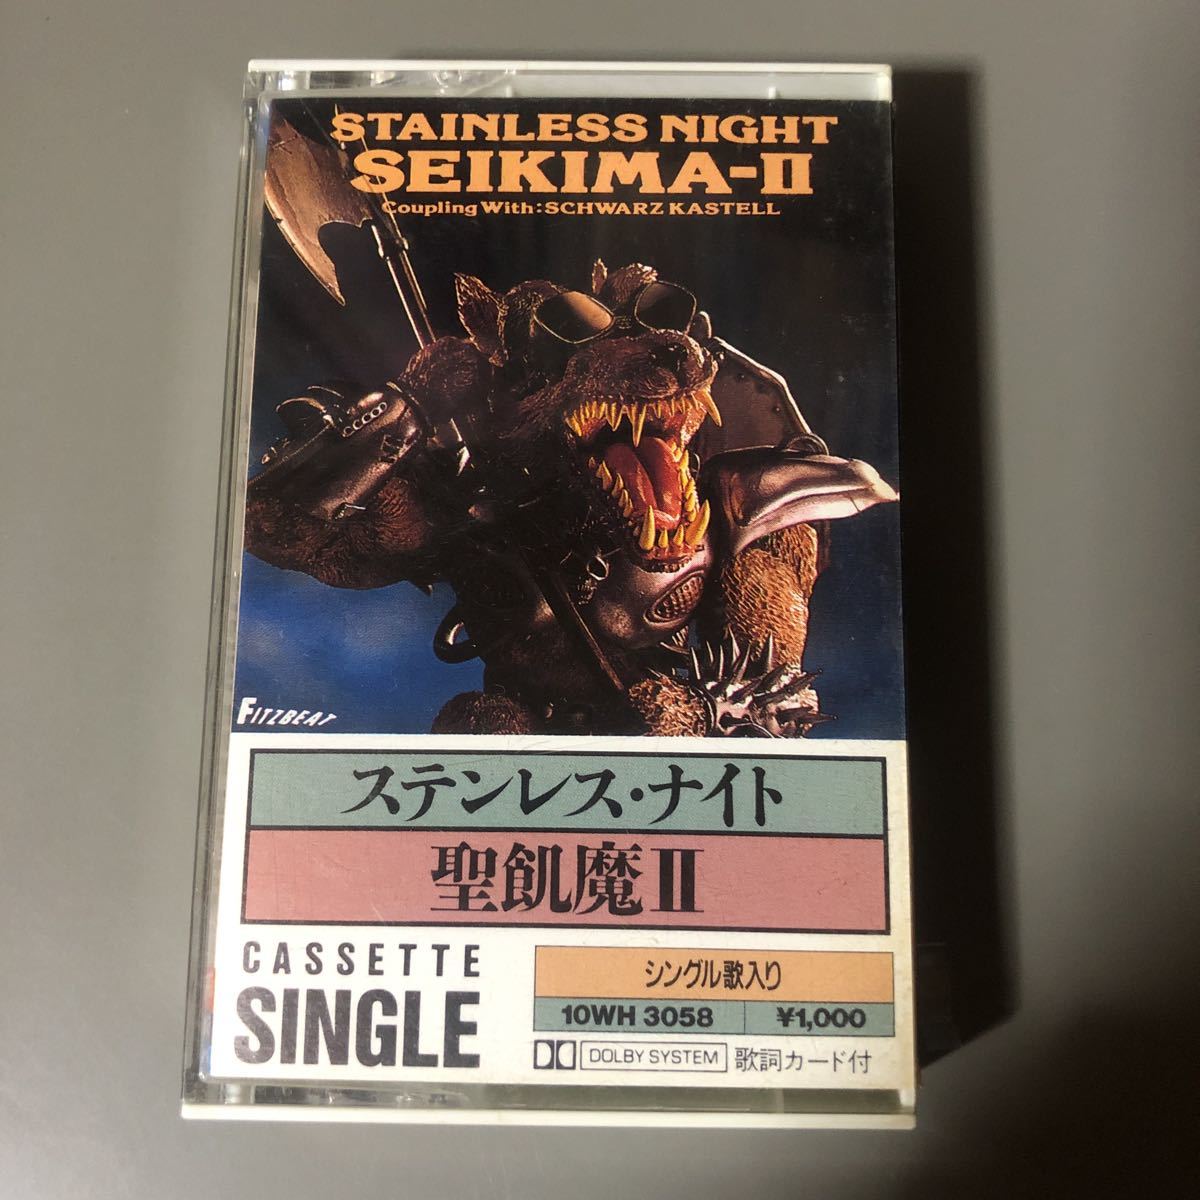 STAINLESS NIGHT
SEIKIMA-II
Coupling With:SCHWARZ KASTELL
FITZBEAT
ステンレス・ナイト
聖飢魔II
CASSETTE
SINGLE
シングル歌入り
10WH 3058 ¥1,000
DOLBY SYSTEM 歌詞カード付